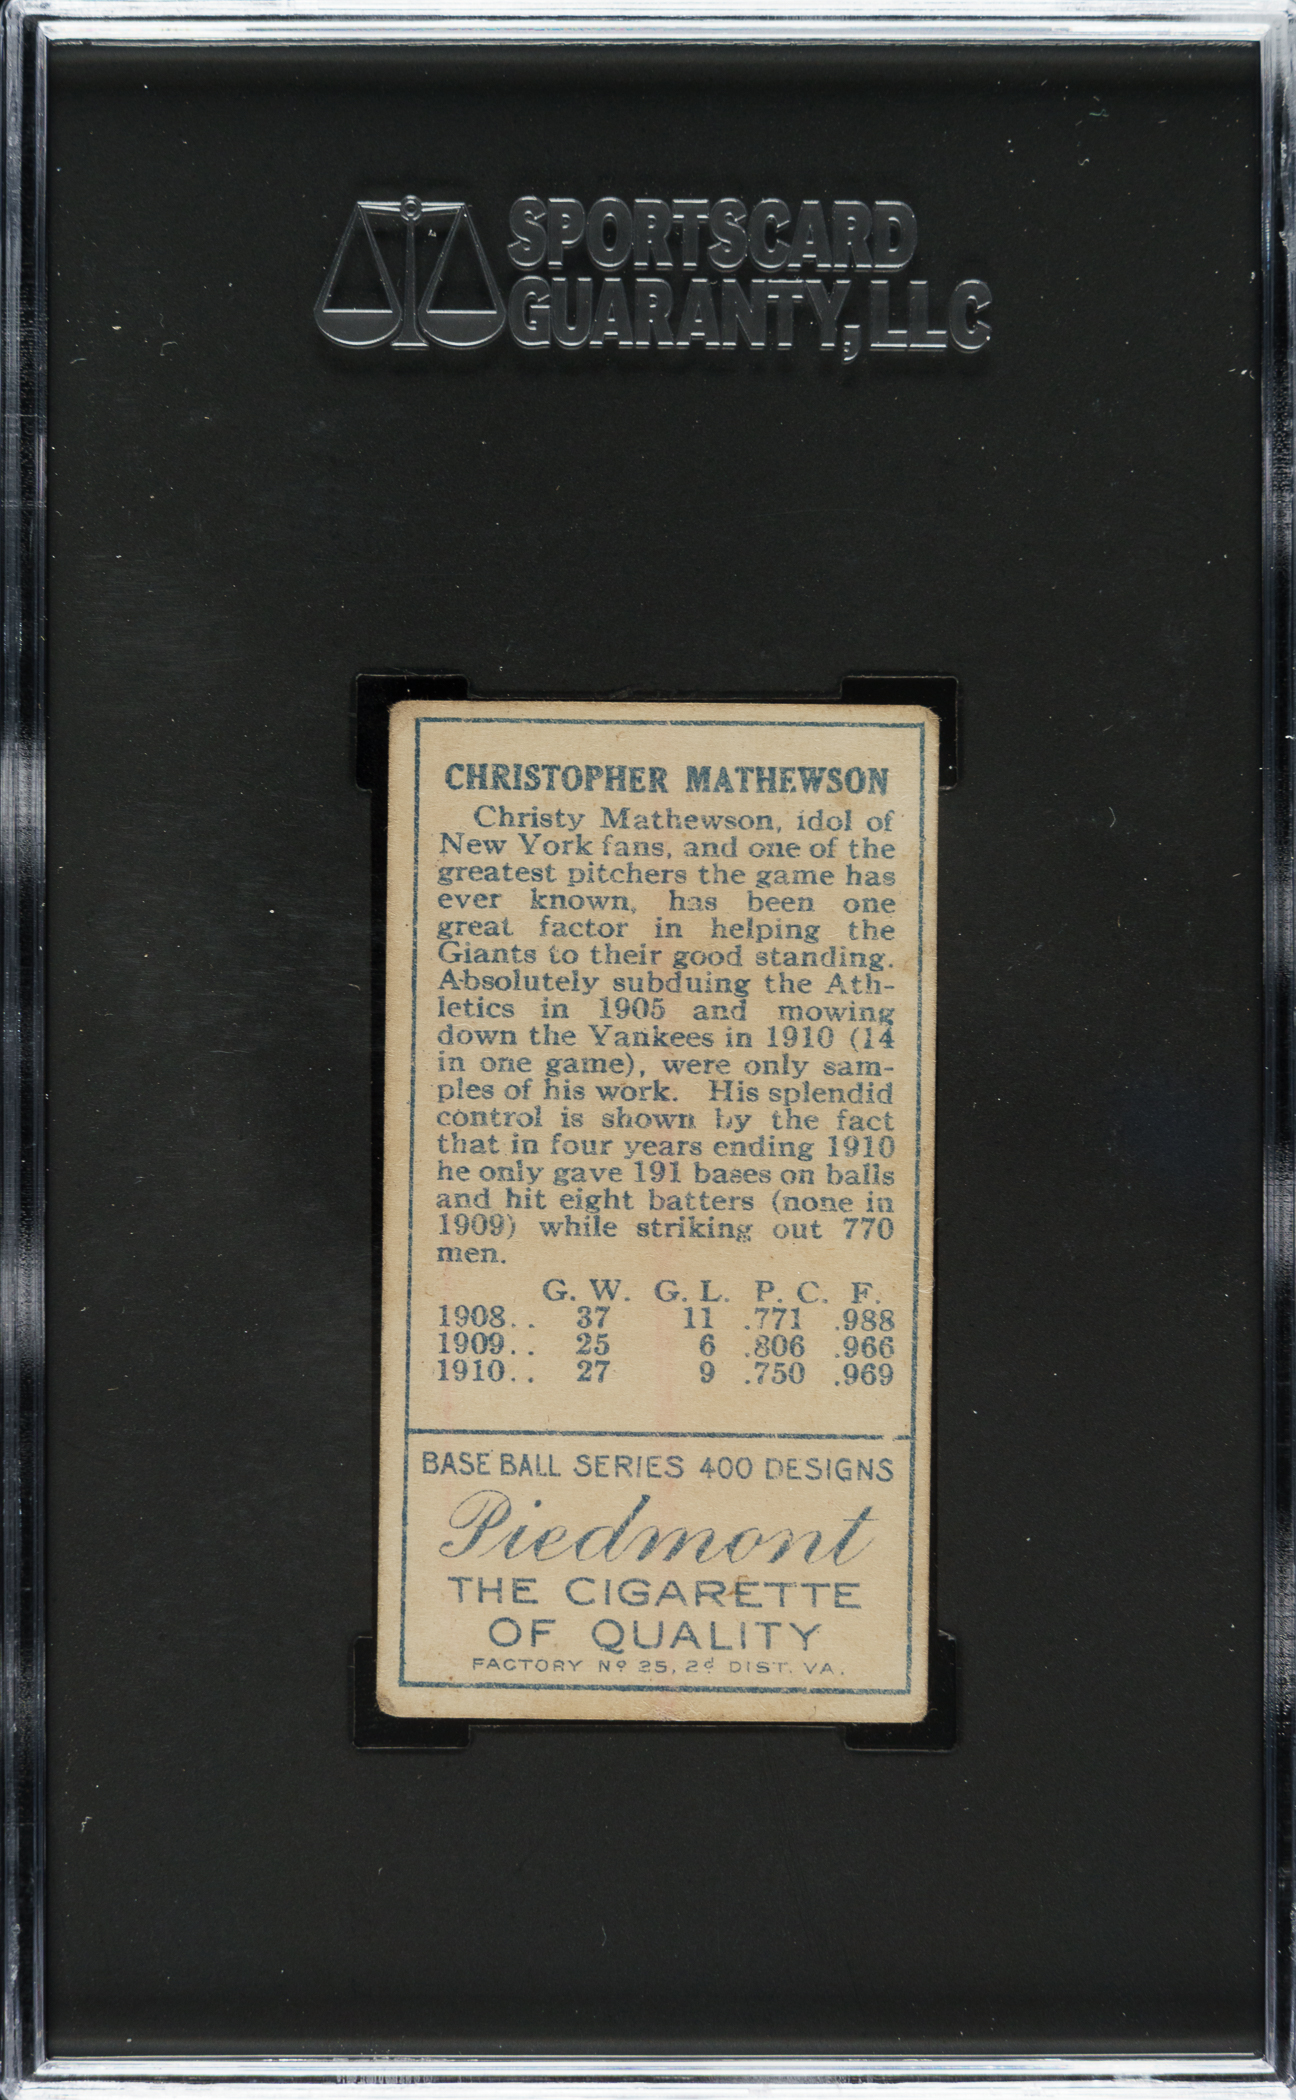 SPORTSCARD
GUARANTY, LLC
CHRISTOPHER MATHEWSON
Christy Mathewson, idol of
New York fans, and one of the
greatest pitchers the game has
ever known, has been one
great factor in helping the
Giants to their good standing.
Absolutely subduing the Ath-
letics in 1905 and mowing
down the Yankees in 1910 (14
in one game), were only sam-
ples of his work. His splendid
control is shown by the fact
that in four years ending 1910
he only gave 191 bases on balls
and hit eight batters (none in
1909) while striking out 770
men.
G. W. G. L. P. C. F.
1908.. 37 11 .771 .988
1909.. 25 6 .806 .966
1910.. 27 9 .750 .969
BASE BALL SERIES 400 DESIGNS
Piedmont
THE CIGARETTE
OF QUALITY
FACTORY Nº 25, 2d DIST. VA.